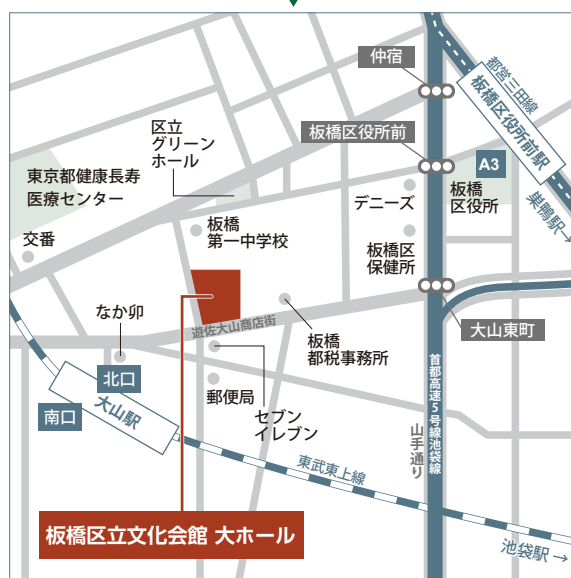 仲宿
都営三田線
板橋区役所前駅
区立
グリーン
ホール
板橋区役所前
A3
東京都健康長寿
医療センター
デニーズ
板橋
区役所
巣鴨駅→
交番
板橋
第一中学校
板橋区
保健所
なか卯
遊佐大山商店街
板橋
都税事務所
大山東町
北口
南口
大山駅
郵便局
セブン
イレブン
首都高速5号線池袋線
山手通り
東武東上線
板橋区立文化会館 大ホール
池袋駅→